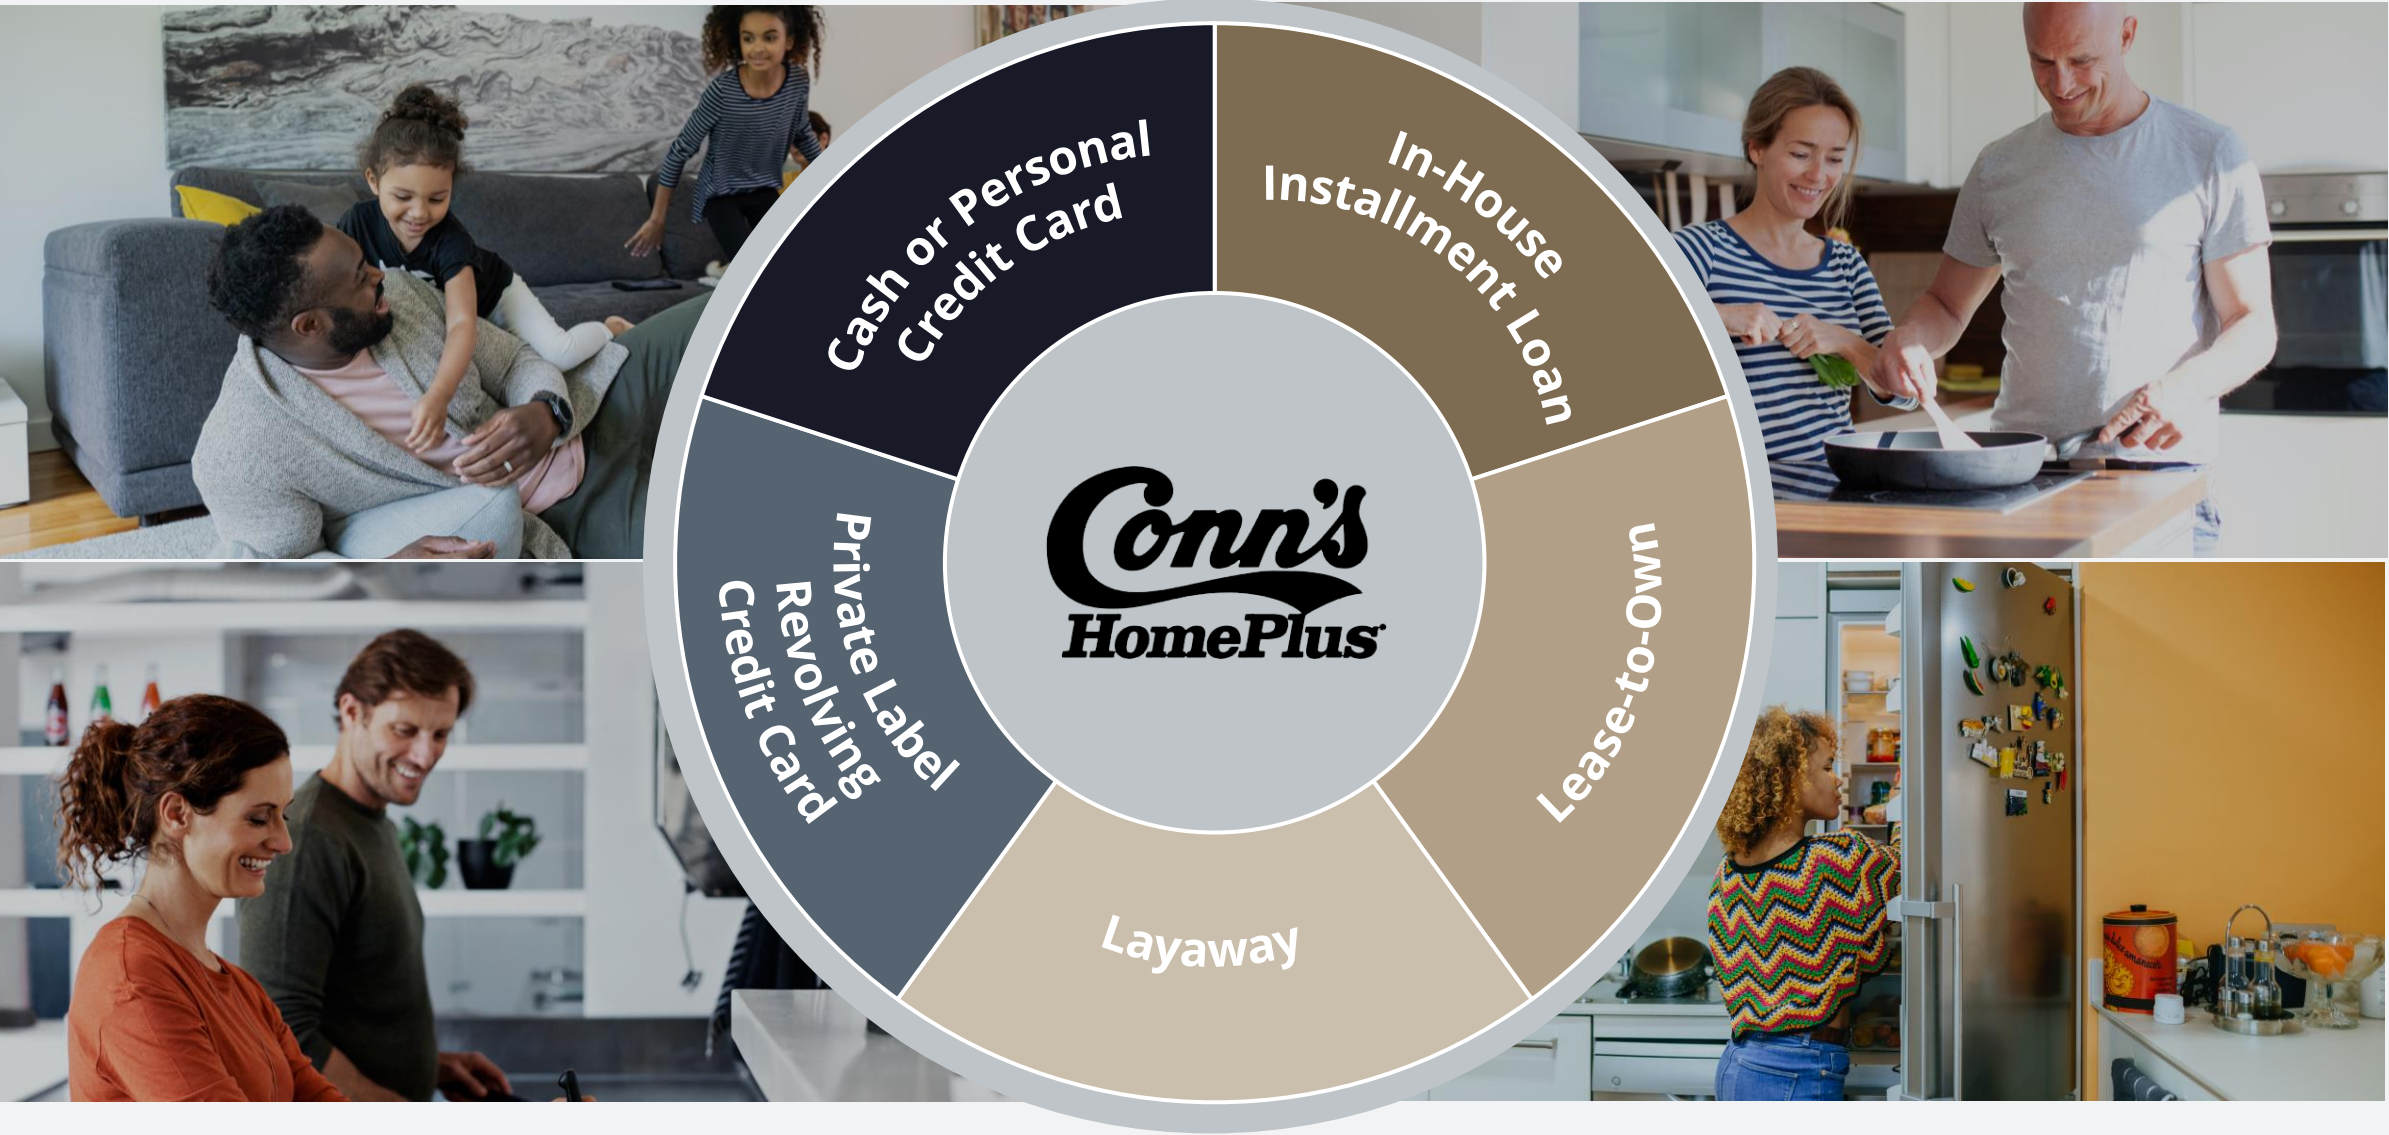 Cash or Personal
Credit Card
In-House
Installment Loan
Conn's
HomePlus
Lease-to-Own
Layaway
Private Label
Revolving
Credit Card